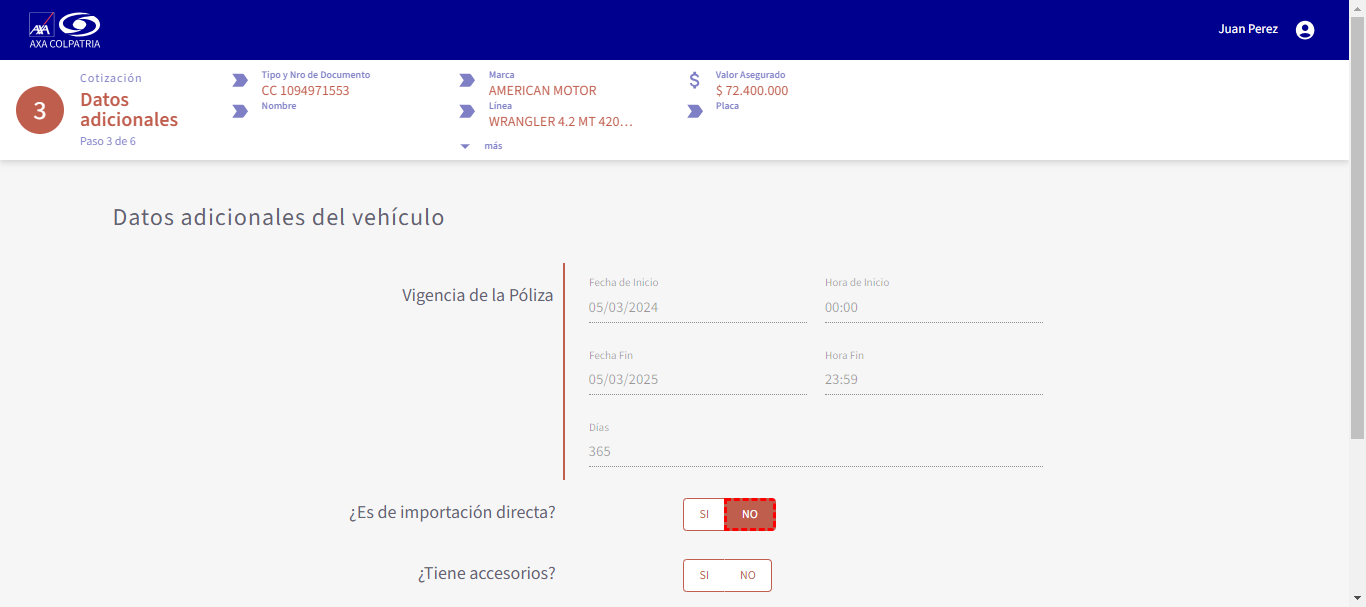 AXA
AXA COLPATRIA
Juan Perez
3
Cotización
Datos
adicionales
Paso 3 de 6
Tipo y Nro de Documento
CC 1094971553
Nombre
Marca
AMERICAN MOTOR
Línea
WRANGLER 4.2 MT 420…
más
$
Valor Asegurado
$ 72.400.000
Placa
Datos adicionales del vehículo
Vigencia de la Póliza
Fecha de Inicio
05/03/2024
Hora de Inicio
00:00
Fecha Fin
05/03/2025
Hora Fin
23:59
Días
365
¿Es de importación directa?
SI NO
¿Tiene accesorios?
SI NO